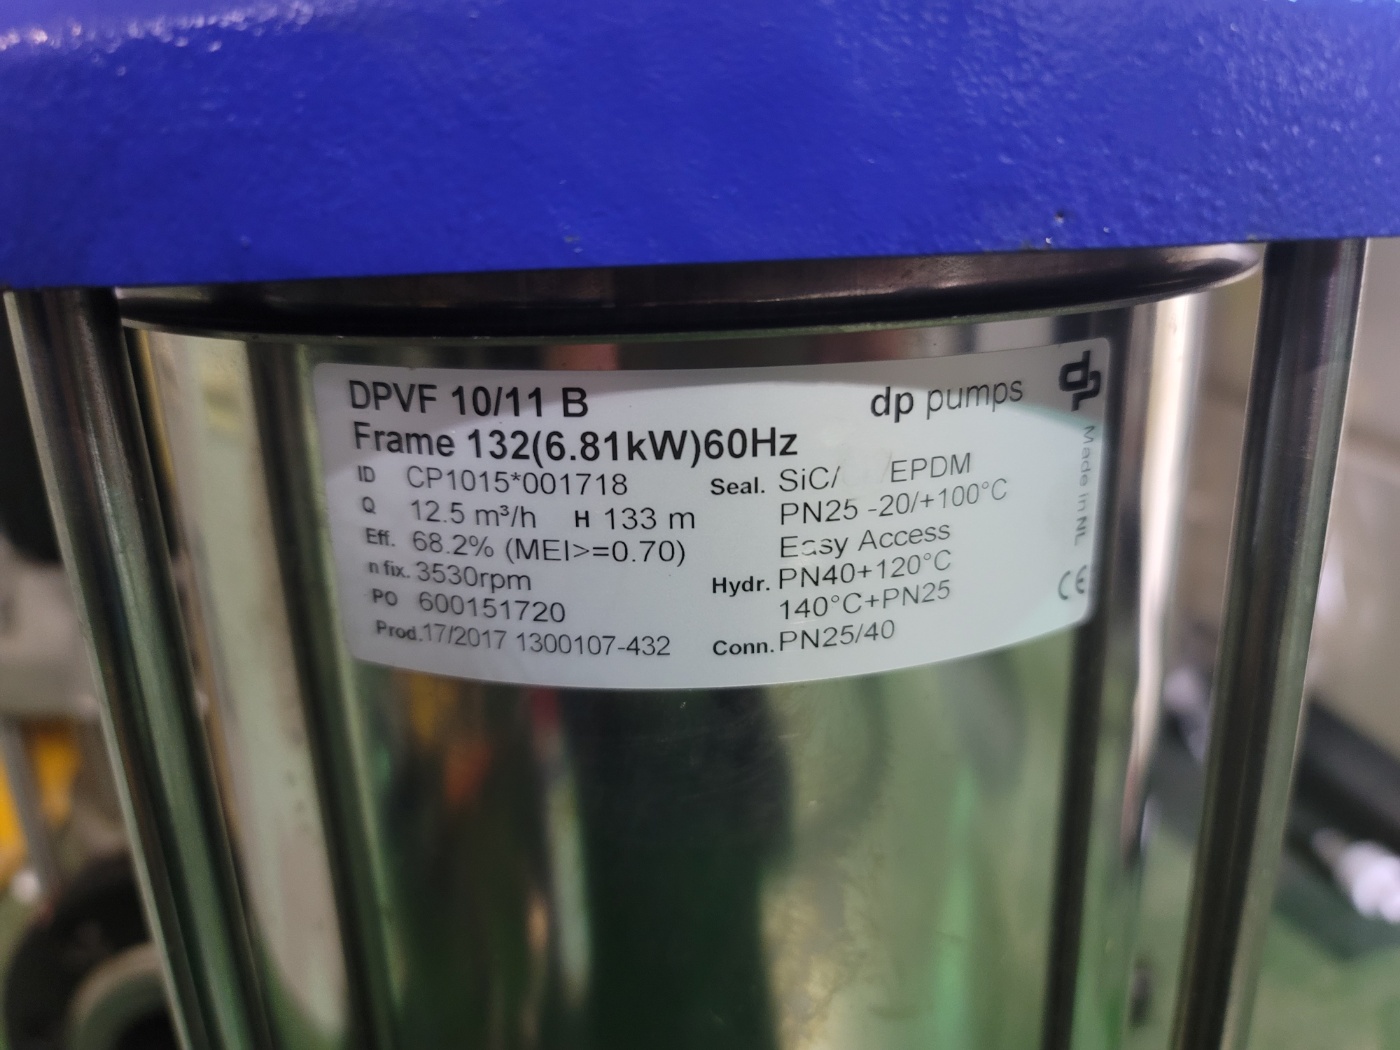 DPVF 10/11 B
dp pumps
dp
Frame 132(6.81kW)60Hz
ID CP1015*001718
Q 12.5 m³/h H 133 m
Eff. 68.2% (MEI>=0.70)
n fix. 3530rpm
PO 600151720
Prod.17/2017 1300107-432
Seal. SiC/ /EPDM
PN25 -20/+100°C
Easy Access
Hydr. PN40+120°C
140°C+PN25
Conn. PN25/40
Made in NL
CE